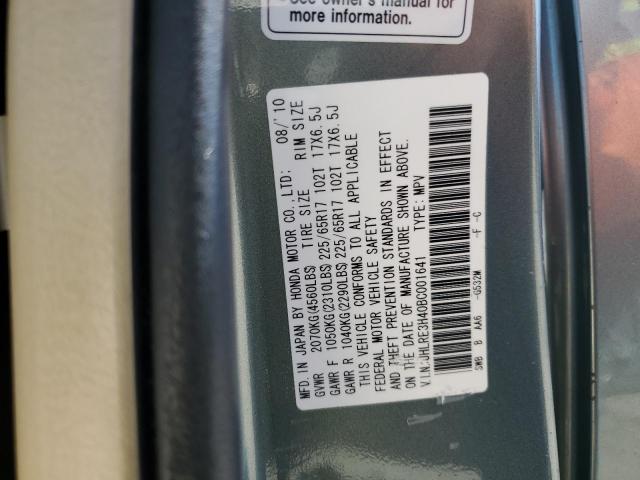 See owner's manual for
more information.
MFD. IN JAPAN BY HONDA MOTOR CO., LTD: 08/'10
GVWR 2070KG(4560LBS) TIRE SIZE RIM SIZE
GAWR F 1050KG(2310LBS) 225/65R17 102T 17X6.5J
GAWR R 1040KG(2290LBS) 225/65R17 102T 17X6.5J
THIS VEHICLE CONFORMS TO ALL APPLICABLE
FEDERAL MOTOR VEHICLE SAFETY
AND THEFT PREVENTION STANDARDS IN EFFECT
ON THE DATE OF MANUFACTURE SHOWN ABOVE.
V.I.N.:JHLRE3H40BC001641 TYPE: MPV
SWB B AA6 -G532M -F -C